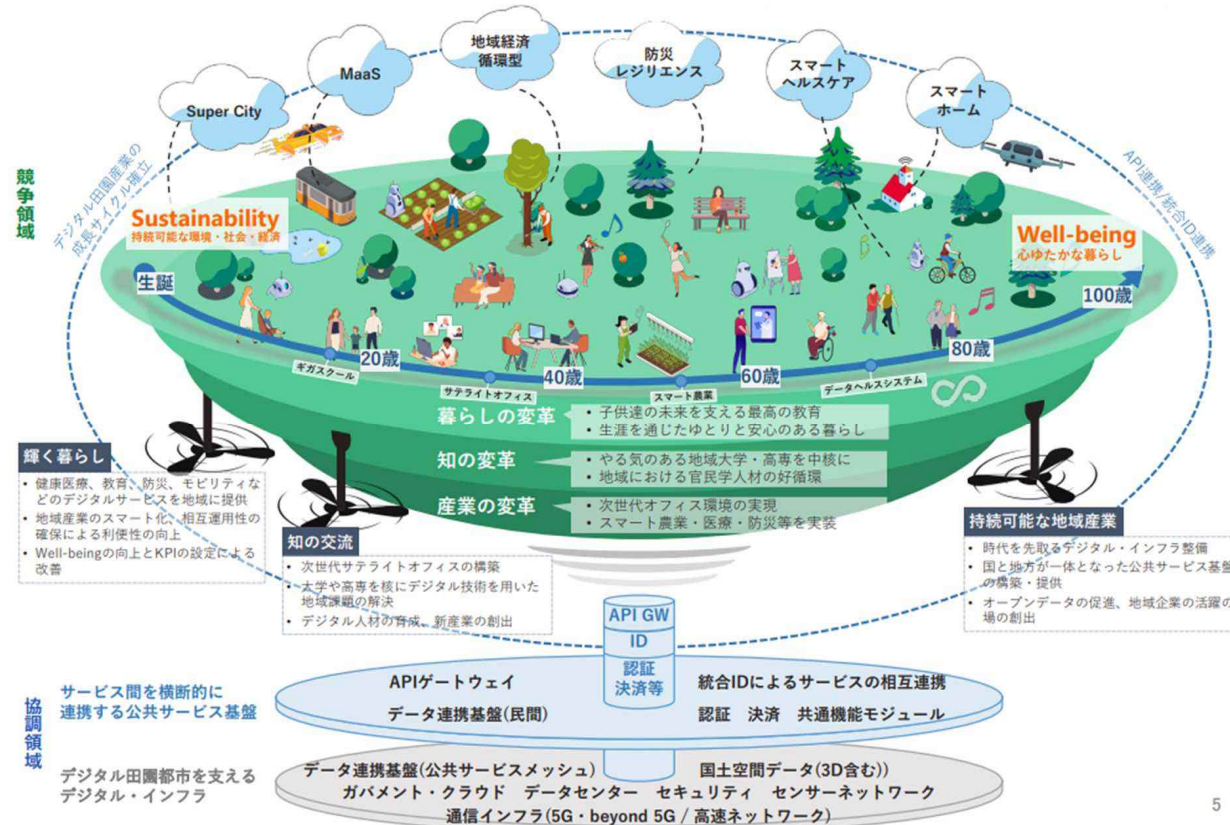 Super City
MaaS
地域経済
循環型
防災
レジリエンス
スマート
ヘルスケア
スマート
ホーム
デジタル田園産業の
成長サイクル確立
API連携/統合ID連携
競争領域
Sustainability
持続可能な環境・社会・経済
Well-being
心ゆたかな暮らし
生誕
20歳
40歳
60歳
80歳
100歳
ギガスクール
サテライトオフィス
スマート農業
データヘルスシステム
暮らしの変革
• 子供達の未来を支える最高の教育
• 生涯を通じたゆとりと安心のある暮らし
知の変革
• やる気のある地域大学・高専を中核に
• 地域における官民学人材の好循環
産業の変革
• 次世代オフィス環境の実現
• スマート農業・医療・防災等を実装
輝く暮らし
• 健康医療、教育、防災、モビリティな
どのデジタルサービスを地域に提供
• 地域産業のスマート化、相互運用性の
確保による利便性の向上
• Well-beingの向上とKPIの設定による
改善
知の交流
• 次世代サテライトオフィスの構築
• 大学や高専を核にデジタル技術を用いた
地域課題の解決
• デジタル人材の育成、新産業の創出
持続可能な地域産業
• 時代を先取るデジタル・インフラ整備
• 国と地方が一体となった公共サービス基盤
の構築・提供
• オープンデータの促進、地域企業の活躍の
場の創出
API GW
ID
認証
決済等
協調領域
サービス間を横断的に
連携する公共サービス基盤
APIゲートウェイ
統合IDによるサービスの相互連携
データ連携基盤(民間)
認証 決済 共通機能モジュール
デジタル田園都市を支える
デジタル・インフラ
データ連携基盤(公共サービスメッシュ)
国土空間データ(3D含む))
ガバメント・クラウド データセンター セキュリティ センサーネットワーク
通信インフラ(5G・beyond 5G / 高速ネットワーク)
5